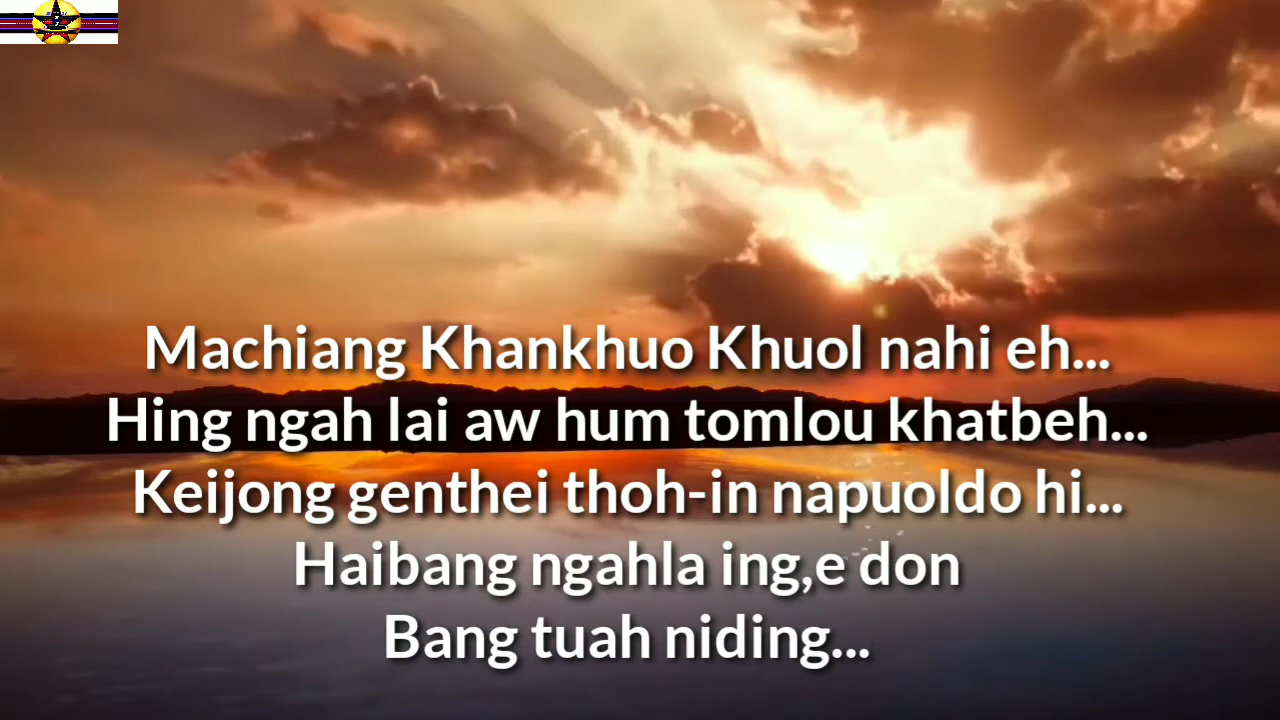 Machiang Khankhuo Khuol nahi eh...
Hing ngah lai aw hum tomlou khatbeh...
Keijong genthei thoh-in napuoldo hi...
Haibang ngahla ing,e don
Bang tuah niding...